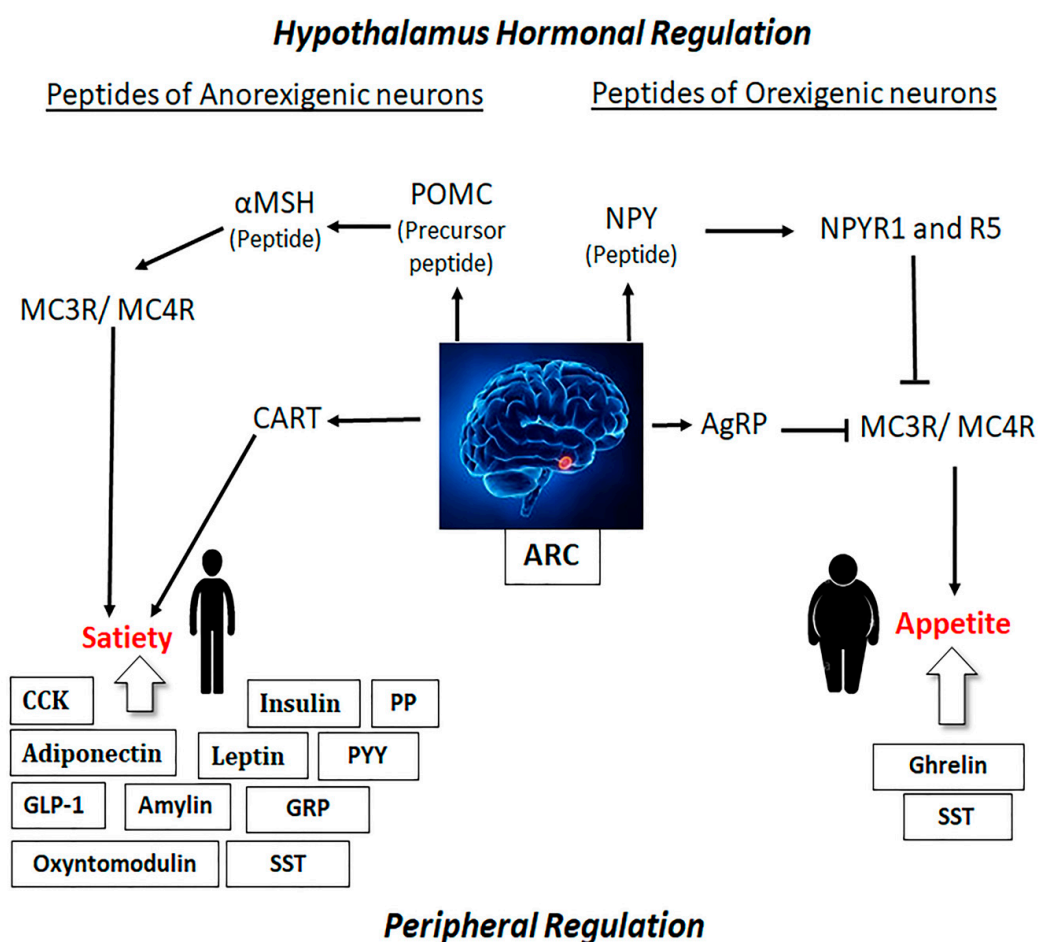 Hypothalamus Hormonal Regulation
Peptides of Anorexigenic neurons
Peptides of Orexigenic neurons
αMSH
(Peptide)
POMC
(Precursor
peptide)
NPY
(Peptide)
NPYR1 and R5
MC3R/ MC4R
CART
AgRP
MC3R/ MC4R
ARC
Satiety
Appetite
CCK
Insulin
PP
Adiponectin
Leptin
PYY
GLP-1
Amylin
GRP
Oxyntomodulin
SST
Ghrelin
SST
Peripheral Regulation